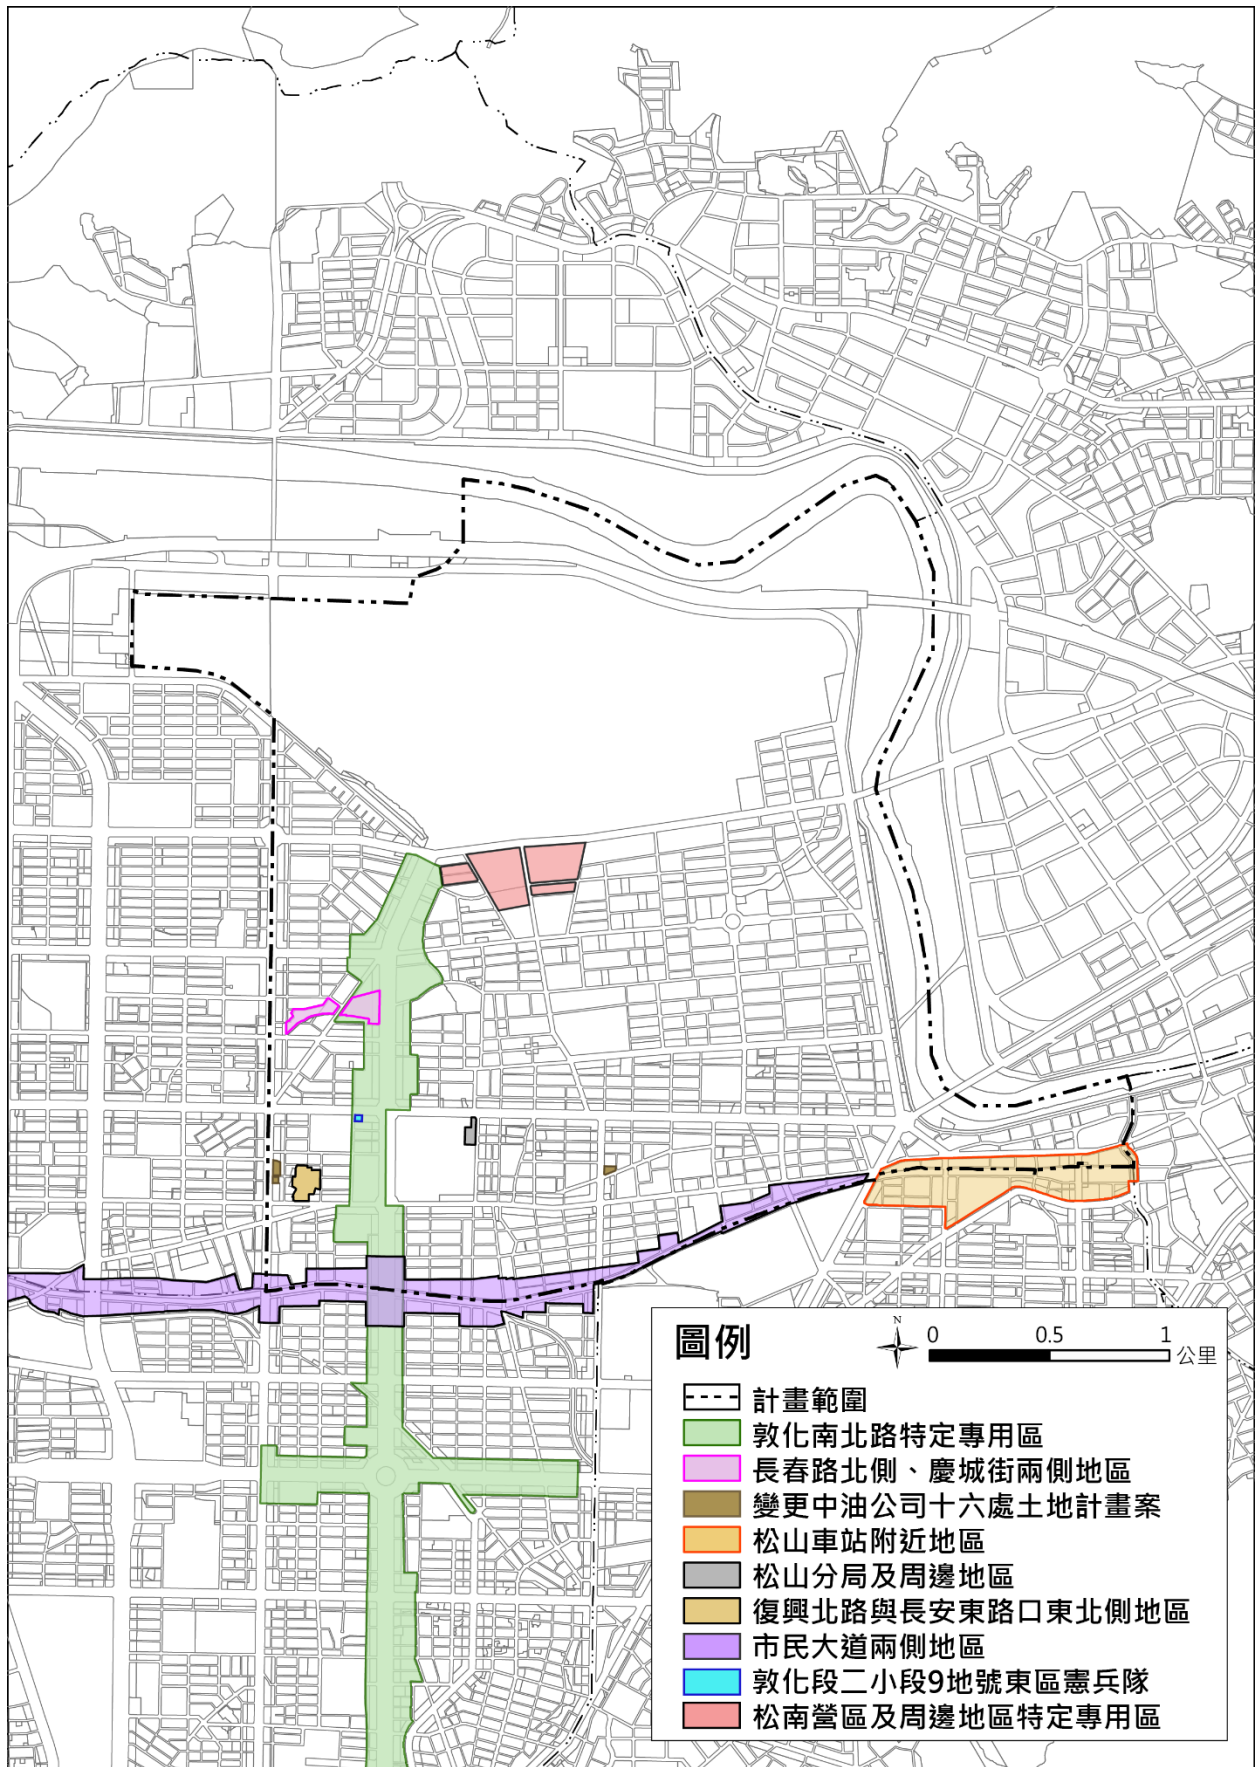 圖例
N
0 0.5 1
公里
計畫範圍
敦化南北路特定專用區
長春路北側、慶城街兩側地區
變更中油公司十六處土地計畫案
松山車站附近地區
松山分局及周邊地區
復興北路與長安東路口東北側地區
市民大道兩側地區
敦化段二小段9地號東區憲兵隊
松南營區及周邊地區特定專用區